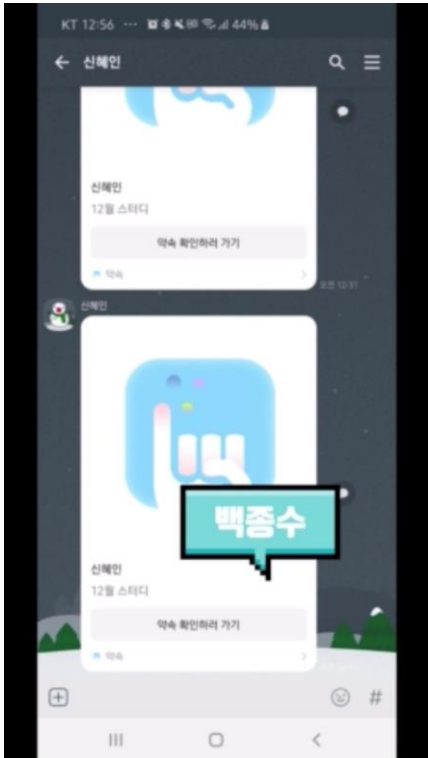 KT 12:56 ··· 44%
신혜인
신혜인
12월 스터디
약속 확인하러 가기
약속
오전 12:31
신혜인
백종수
신혜인
12월 스터디
약속 확인하러 가기
약속
#